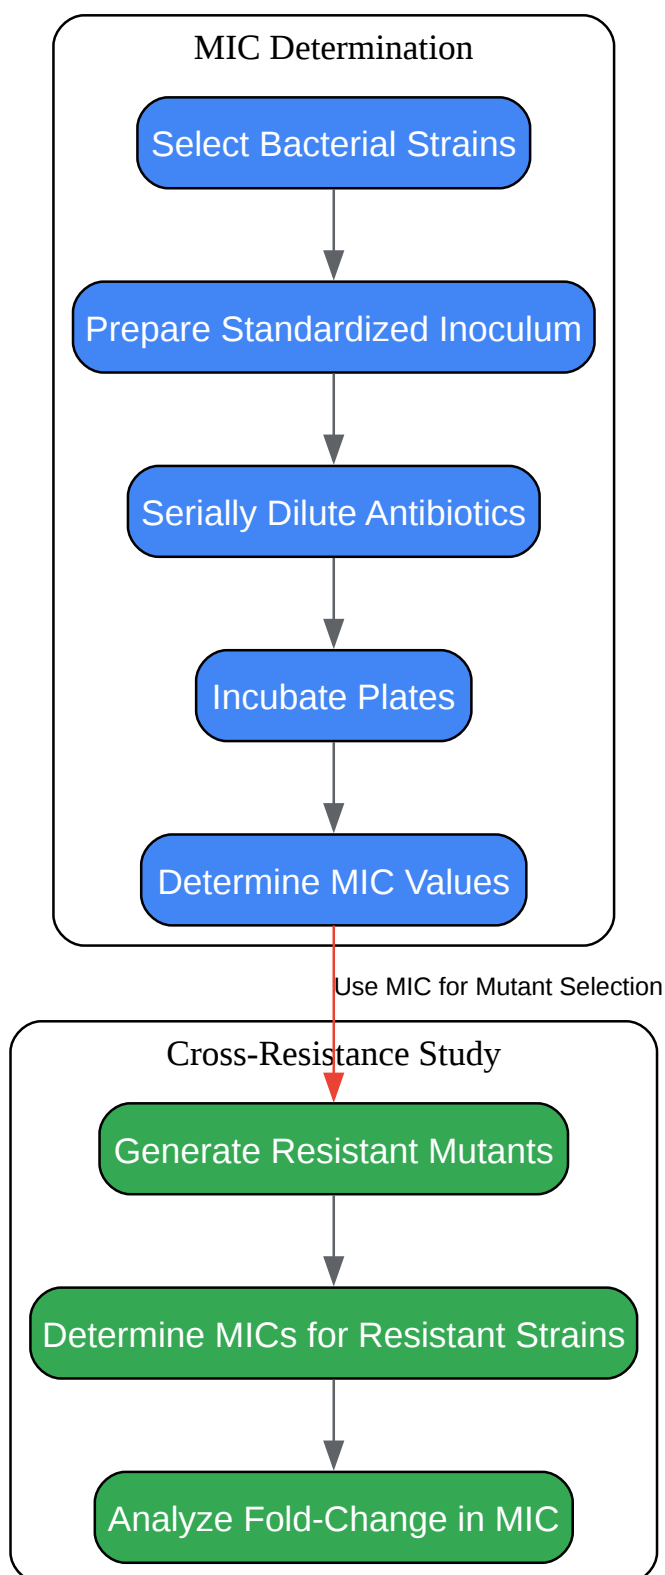 MIC Determination
Select Bacterial Strains
Prepare Standardized Inoculum
Serially Dilute Antibiotics
Incubate Plates
Determine MIC Values
Use MIC for Mutant Selection
Cross-Resistance Study
Generate Resistant Mutants
Determine MICs for Resistant Strains
Analyze Fold-Change in MIC